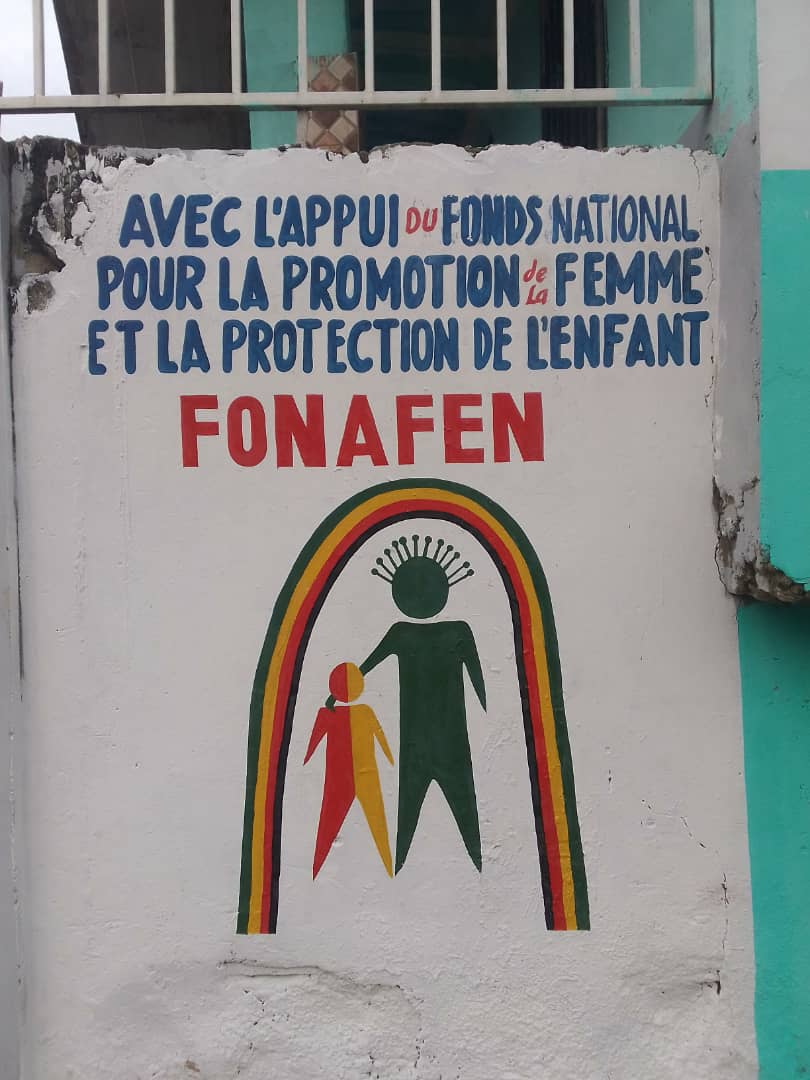 AVEC L'APPUI DU FONDS NATIONAL
POUR LA PROMOTION de LA FEMME
ET LA PROTECTION DE L'ENFANT
FONAFEN